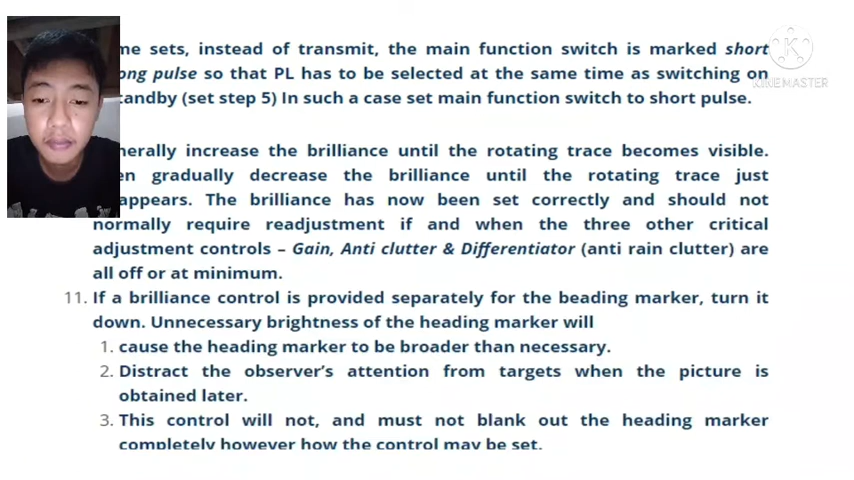 me sets, instead of transmit, the main function switch is marked short
ong pulse so that PL has to be selected at the same time as switching on
tandby (set step 5) In such a case set main function switch to short pulse.
nerally increase the brilliance until the rotating trace becomes visible.
en gradually decrease the brilliance until the rotating trace just
appears. The brilliance has now been set correctly and should not
normally require readjustment if and when the three other critical
adjustment controls – Gain, Anti clutter & Differentiator (anti rain clutter) are
all off or at minimum.
11. If a brilliance control is provided separately for the beading marker, turn it
down. Unnecessary brightness of the heading marker will
1. cause the heading marker to be broader than necessary.
2. Distract the observer's attention from targets when the picture is
obtained later.
3. This control will not, and must not blank out the heading marker
completely however how the control may be set.
KINEMASTER